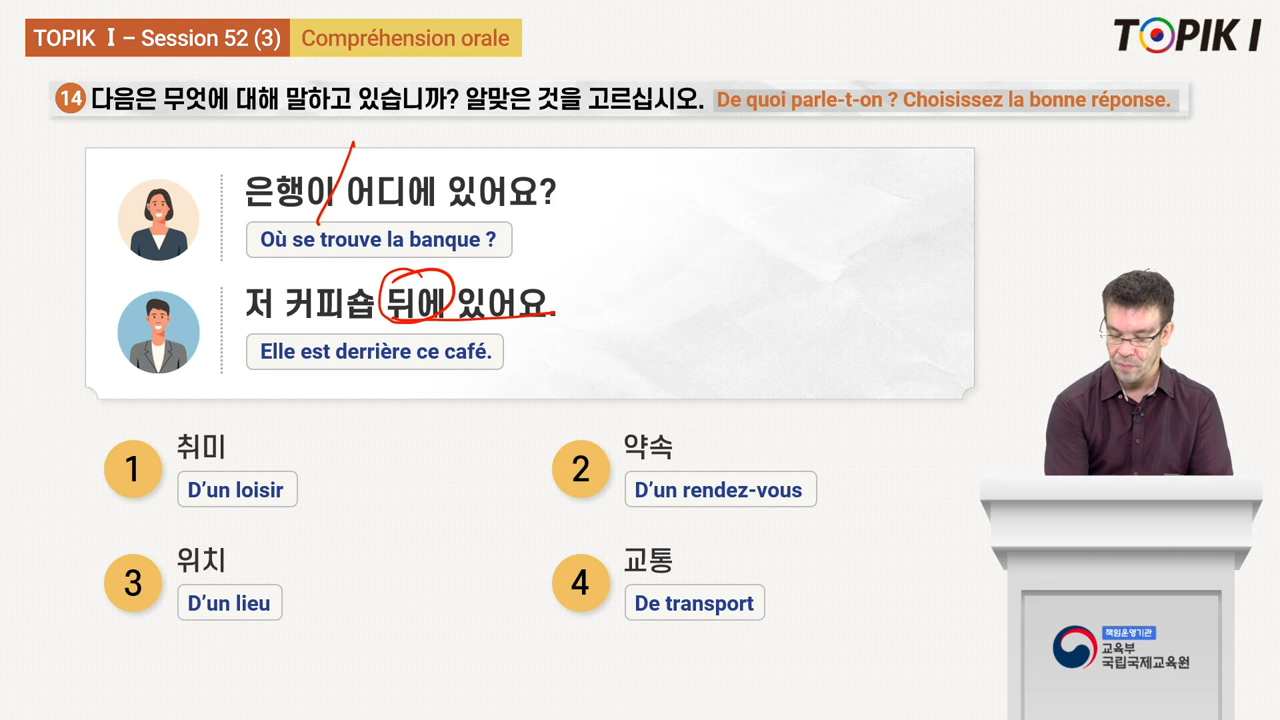 TOPIK Ⅰ – Session 52 (3) Compréhension orale
TOPIK I
14 다음은 무엇에 대해 말하고 있습니까? 알맞은 것을 고르십시오. De quoi parle-t-on ? Choisissez la bonne réponse.
은행이 어디에 있어요?
Où se trouve la banque ?
저 커피숍 뒤에 있어요.
Elle est derrière ce café.
1 취미
D’un loisir
2 약속
D’un rendez-vous
3 위치
D’un lieu
4 교통
De transport
책임운영기관
교육부
국립국제교육원